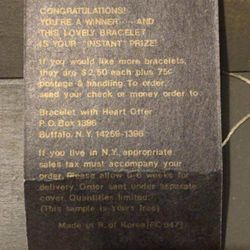 CONGRATULATIONS!
YOU'RE A WINNER --- AND
THIS LOVELY BRACELET
IS YOUR "INSTANT" PRIZE!
If you would like more bracelets,
they are $2.50 each plus 75¢
postage & handling. To order,
send your check or money order to:
Bracelet with Heart Offer
P.O. Box 1396
Buffalo, N.Y. 14259-1396
If you live in N.Y., appropriate
sales tax must accompany your
order. Please allow 6-8 weeks for
delivery. Order sent under separate
cover. Quantities limited.
(This sample is yours free)
Made in R. of Korea(FC 047)